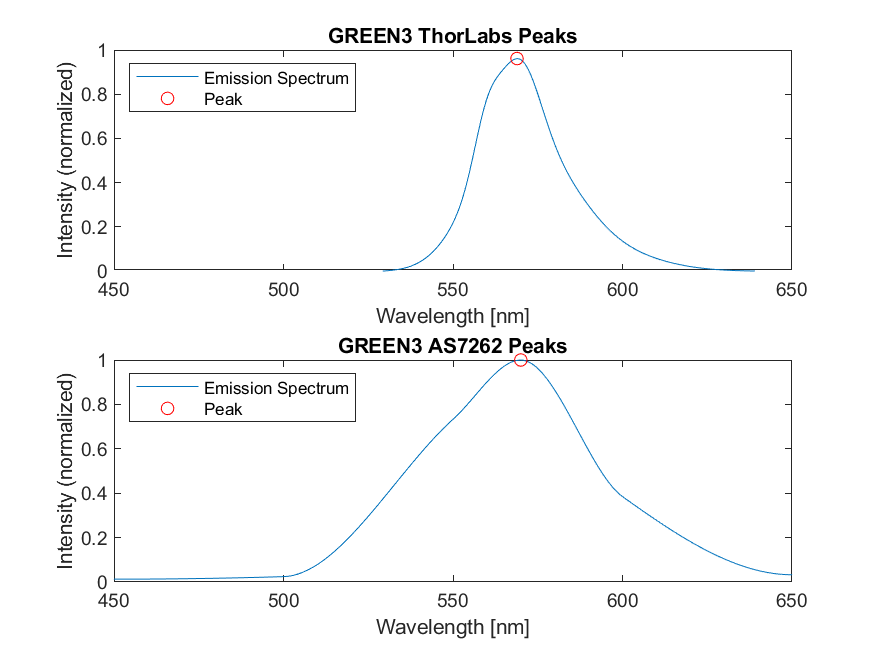 GREEN3 ThorLabs Peaks
Intensity (normalized)
1
0.8
0.6
0.4
0.2
0
Emission Spectrum
Peak
450 500 550 600 650
Wavelength [nm]
GREEN3 AS7262 Peaks
Intensity (normalized)
1
0.8
0.6
0.4
0.2
0
Emission Spectrum
Peak
450 500 550 600 650
Wavelength [nm]